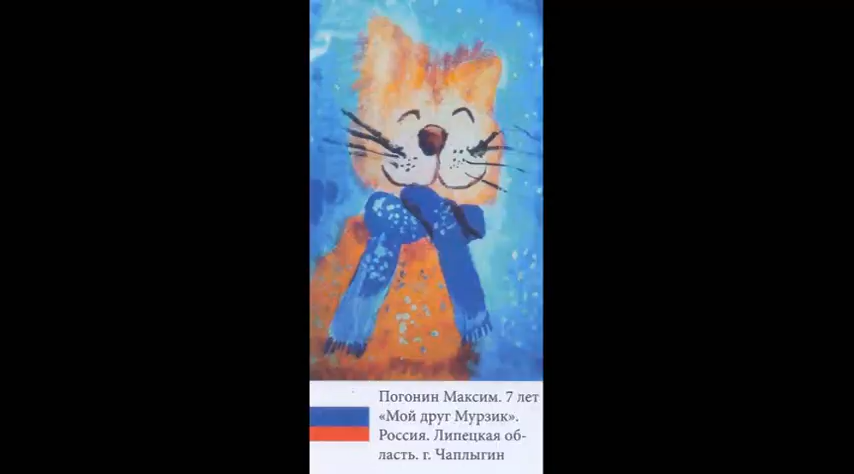 Погонин Максим. 7 лет
«Мой друг Мурзик».
Россия. Липецкая об-
ласть. г. Чаплыгин